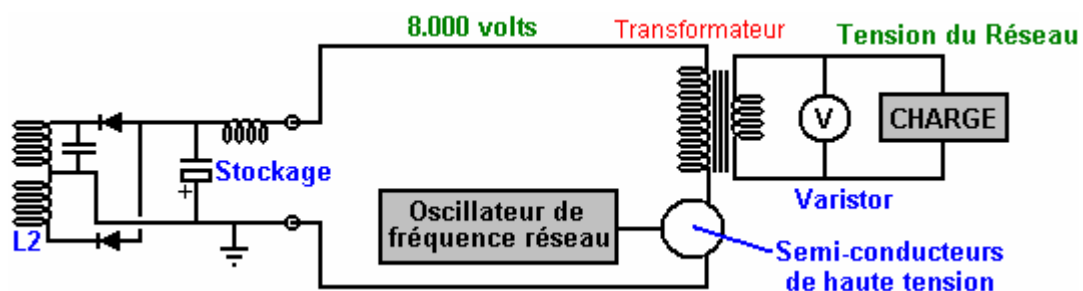 8.000 volts
Transformateur
Tension du Réseau
V
CHARGE
Stockage
+
L2
Oscillateur de
fréquence réseau
Varistor
Semi-conducteurs
de haute tension